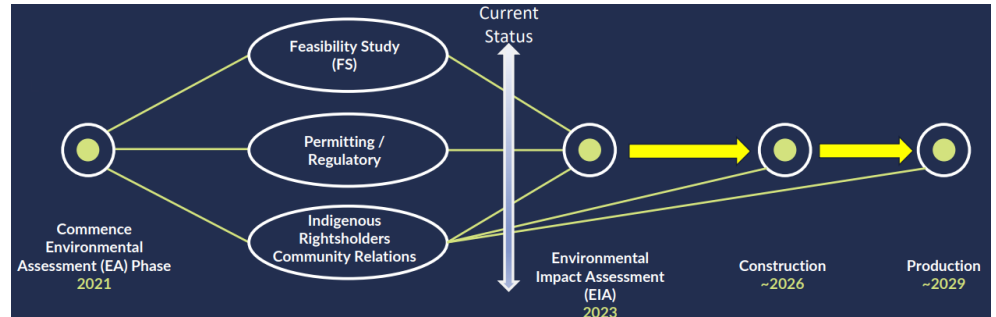 Current
Status
Feasibility Study
(FS)
Permitting /
Regulatory
Indigenous
Rightsholders
Community Relations
Commence
Environmental
Assessment (EA) Phase
2021
Environmental
Impact Assessment
(EIA)
2023
Construction
~2026
Production
~2029